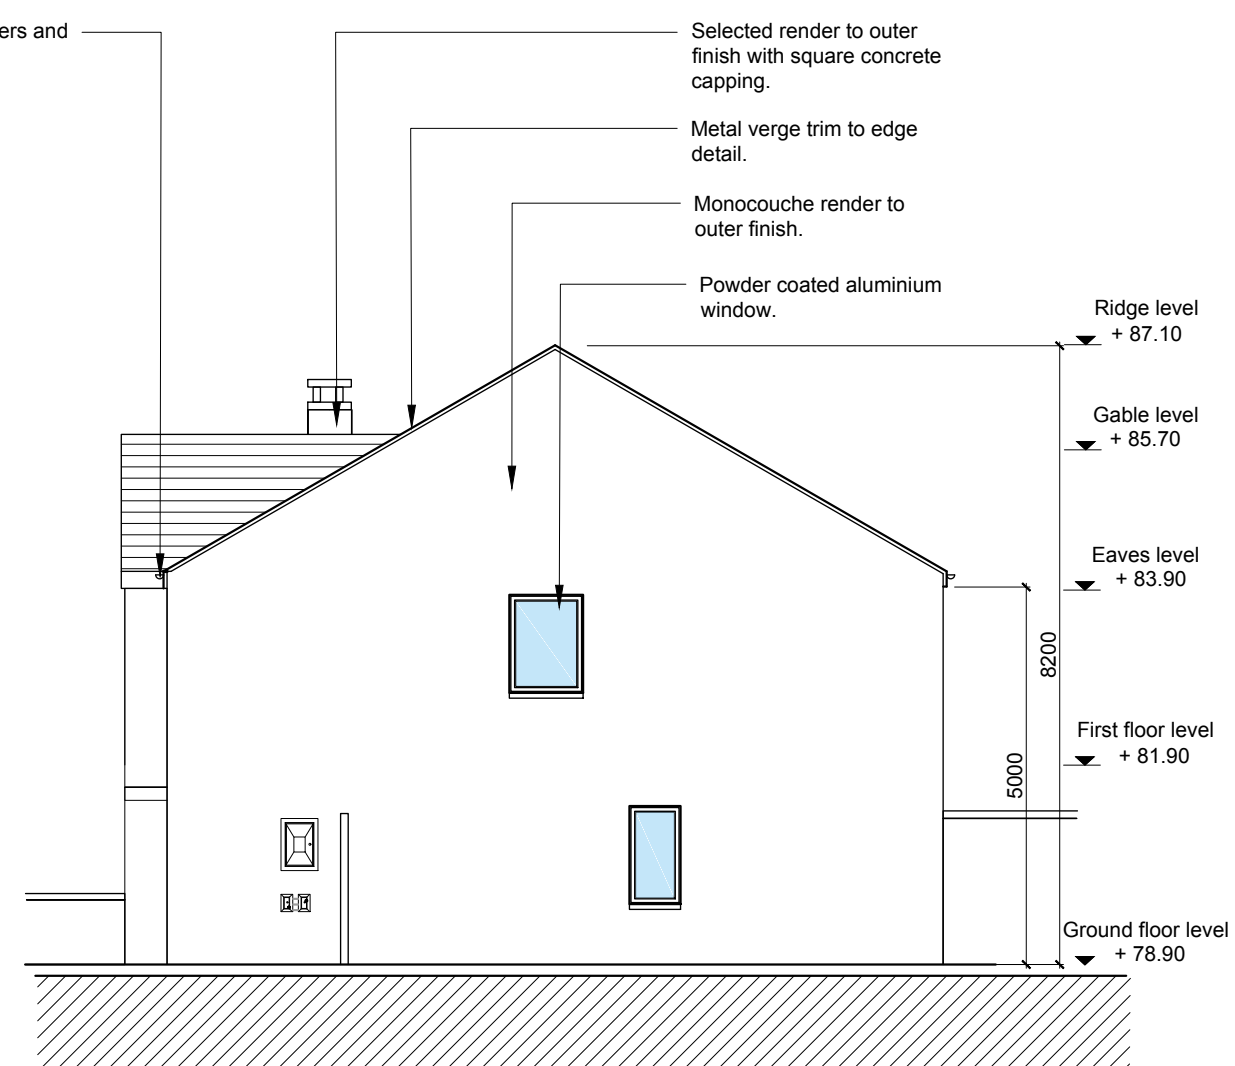 ers and
Selected render to outer
finish with square concrete
capping.
Metal verge trim to edge
detail.
Monocouche render to
outer finish.
Powder coated aluminium
window.
Ridge level
+ 87.10
Gable level
+ 85.70
Eaves level
+ 83.90
8200
First floor level
+ 81.90
5000
Ground floor level
+ 78.90